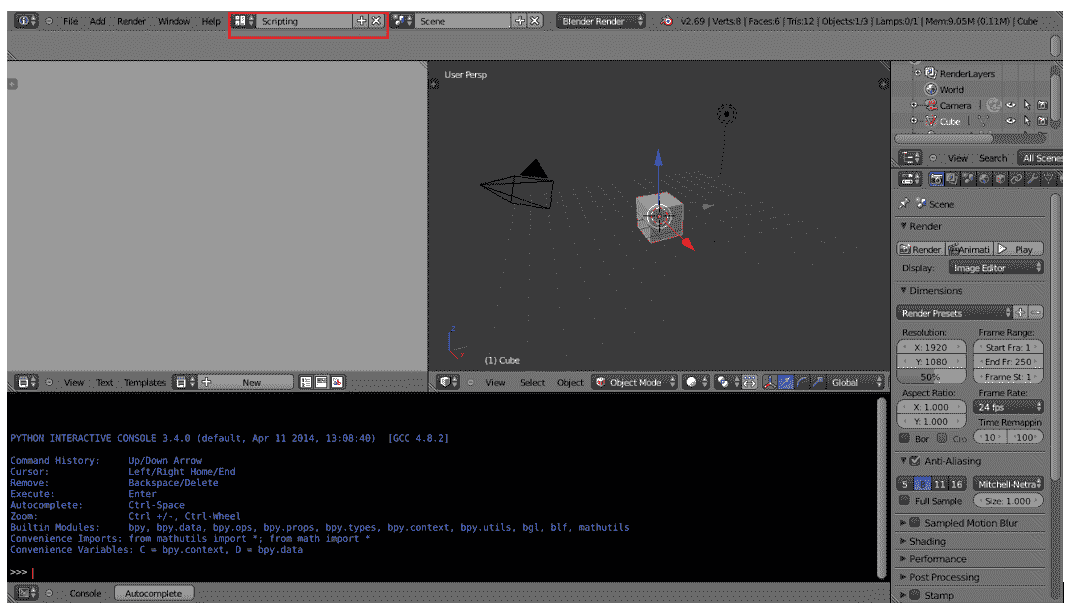 File Add Render Window Help Scripting Scene Blender Render v2.69 | Verts:8 | Faces:6 | Tris:12 | Objects:1/3 | Lamps:0/1 | Mem:9.05M (0.11M) | Cube
User Persp
(1) Cube
View Text Templates New
View Select Object Object Mode Global
PYTHON INTERACTIVE CONSOLE 3.4.0 (default, Apr 11 2014, 13:08:40) [GCC 4.8.2]
Command History: Up/Down Arrow
Cursor: Left/Right Home/End
Remove: Backspace/Delete
Execute: Enter
Autocomplete: Ctrl-Space
Zoom: Ctrl +/-, Ctrl-Wheel
Builtin Modules: bpy, bpy.data, bpy.ops, bpy.props, bpy.types, bpy.context, bpy.utils, bgl, blf, mathutils
Convenience Imports: from mathutils import *; from math import *
Convenience Variables: C = bpy.context, D = bpy.data
>>>
Console Autocomplete
RenderLayers
World
Camera
Cube
View Search All Scenes
Scene
Render
Render Animati Play
Display: Image Editor
Dimensions
Render Presets
Resolution: Frame Range:
X: 1920 Start Fra: 1
Y: 1080 End Fr: 250
50% Frame St: 1
Aspect Ratio: Frame Rate:
X: 1.000 24 fps
Y: 1.000 Time Remappin
Bor Cro 10 100
Anti-Aliasing
5 11 16 Mitchell-Netra
Full Sample Size: 1.000
Sampled Motion Blur
Shading
Performance
Post Processing
Stamp